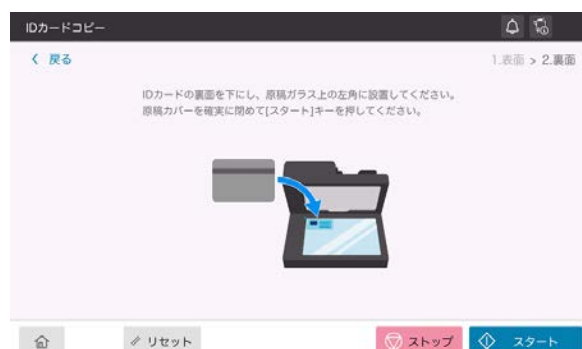 IDカードコピー
戻る
1.表面 > 2.裏面
IDカードの裏面を下にし、原稿ガラス上の左角に設置してください。
原稿カバーを確実に閉めて[スタート]キーを押してください。
リセット
ストップ
スタート